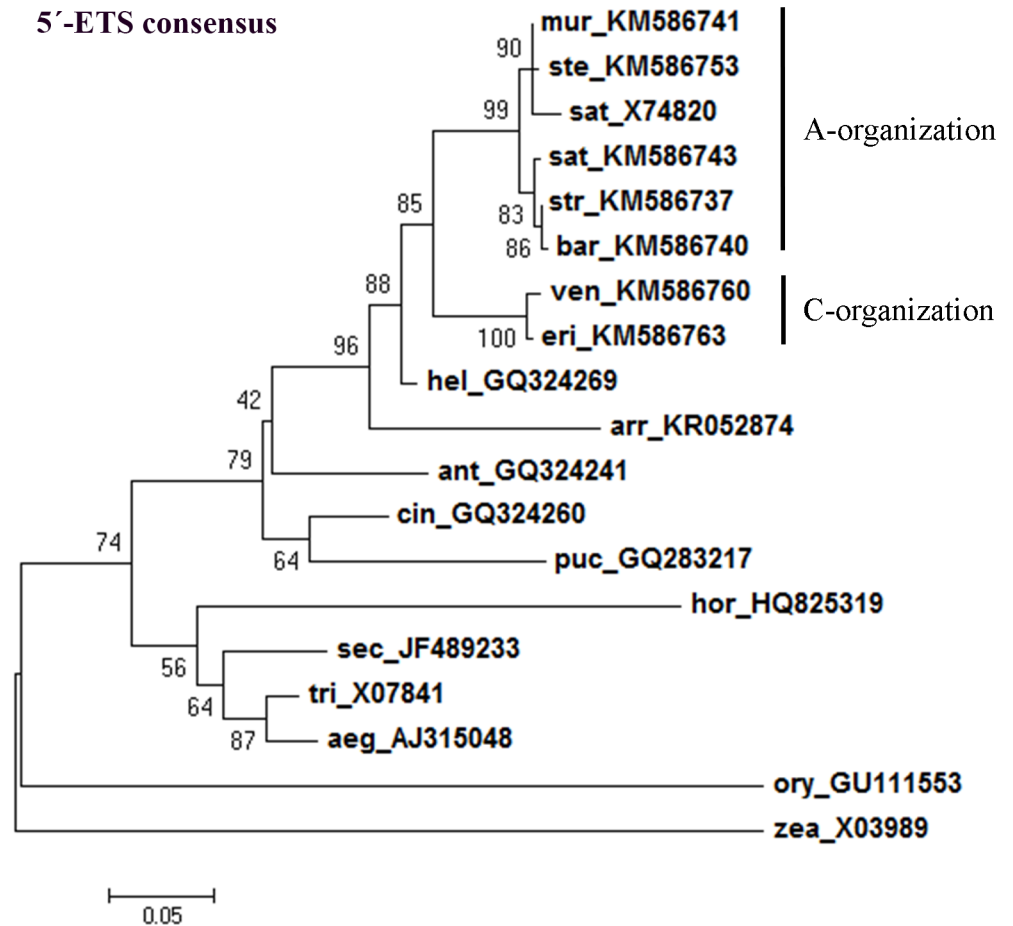 5´-ETS consensus
mur_KM586741
90
ste_KM586753
99
sat_X74820
A-organization
sat_KM586743
85
83
str_KM586737
86
bar_KM586740
88
ven_KM586760
C-organization
100
eri_KM586763
96
hel_GQ324269
42
arr_KR052874
79
ant_GQ324241
cin_GQ324260
74
64
puc_GQ283217
hor_HQ825319
56
sec_JF489233
64
tri_X07841
87
aeg_AJ315048
ory_GU111553
zea_X03989
0.05